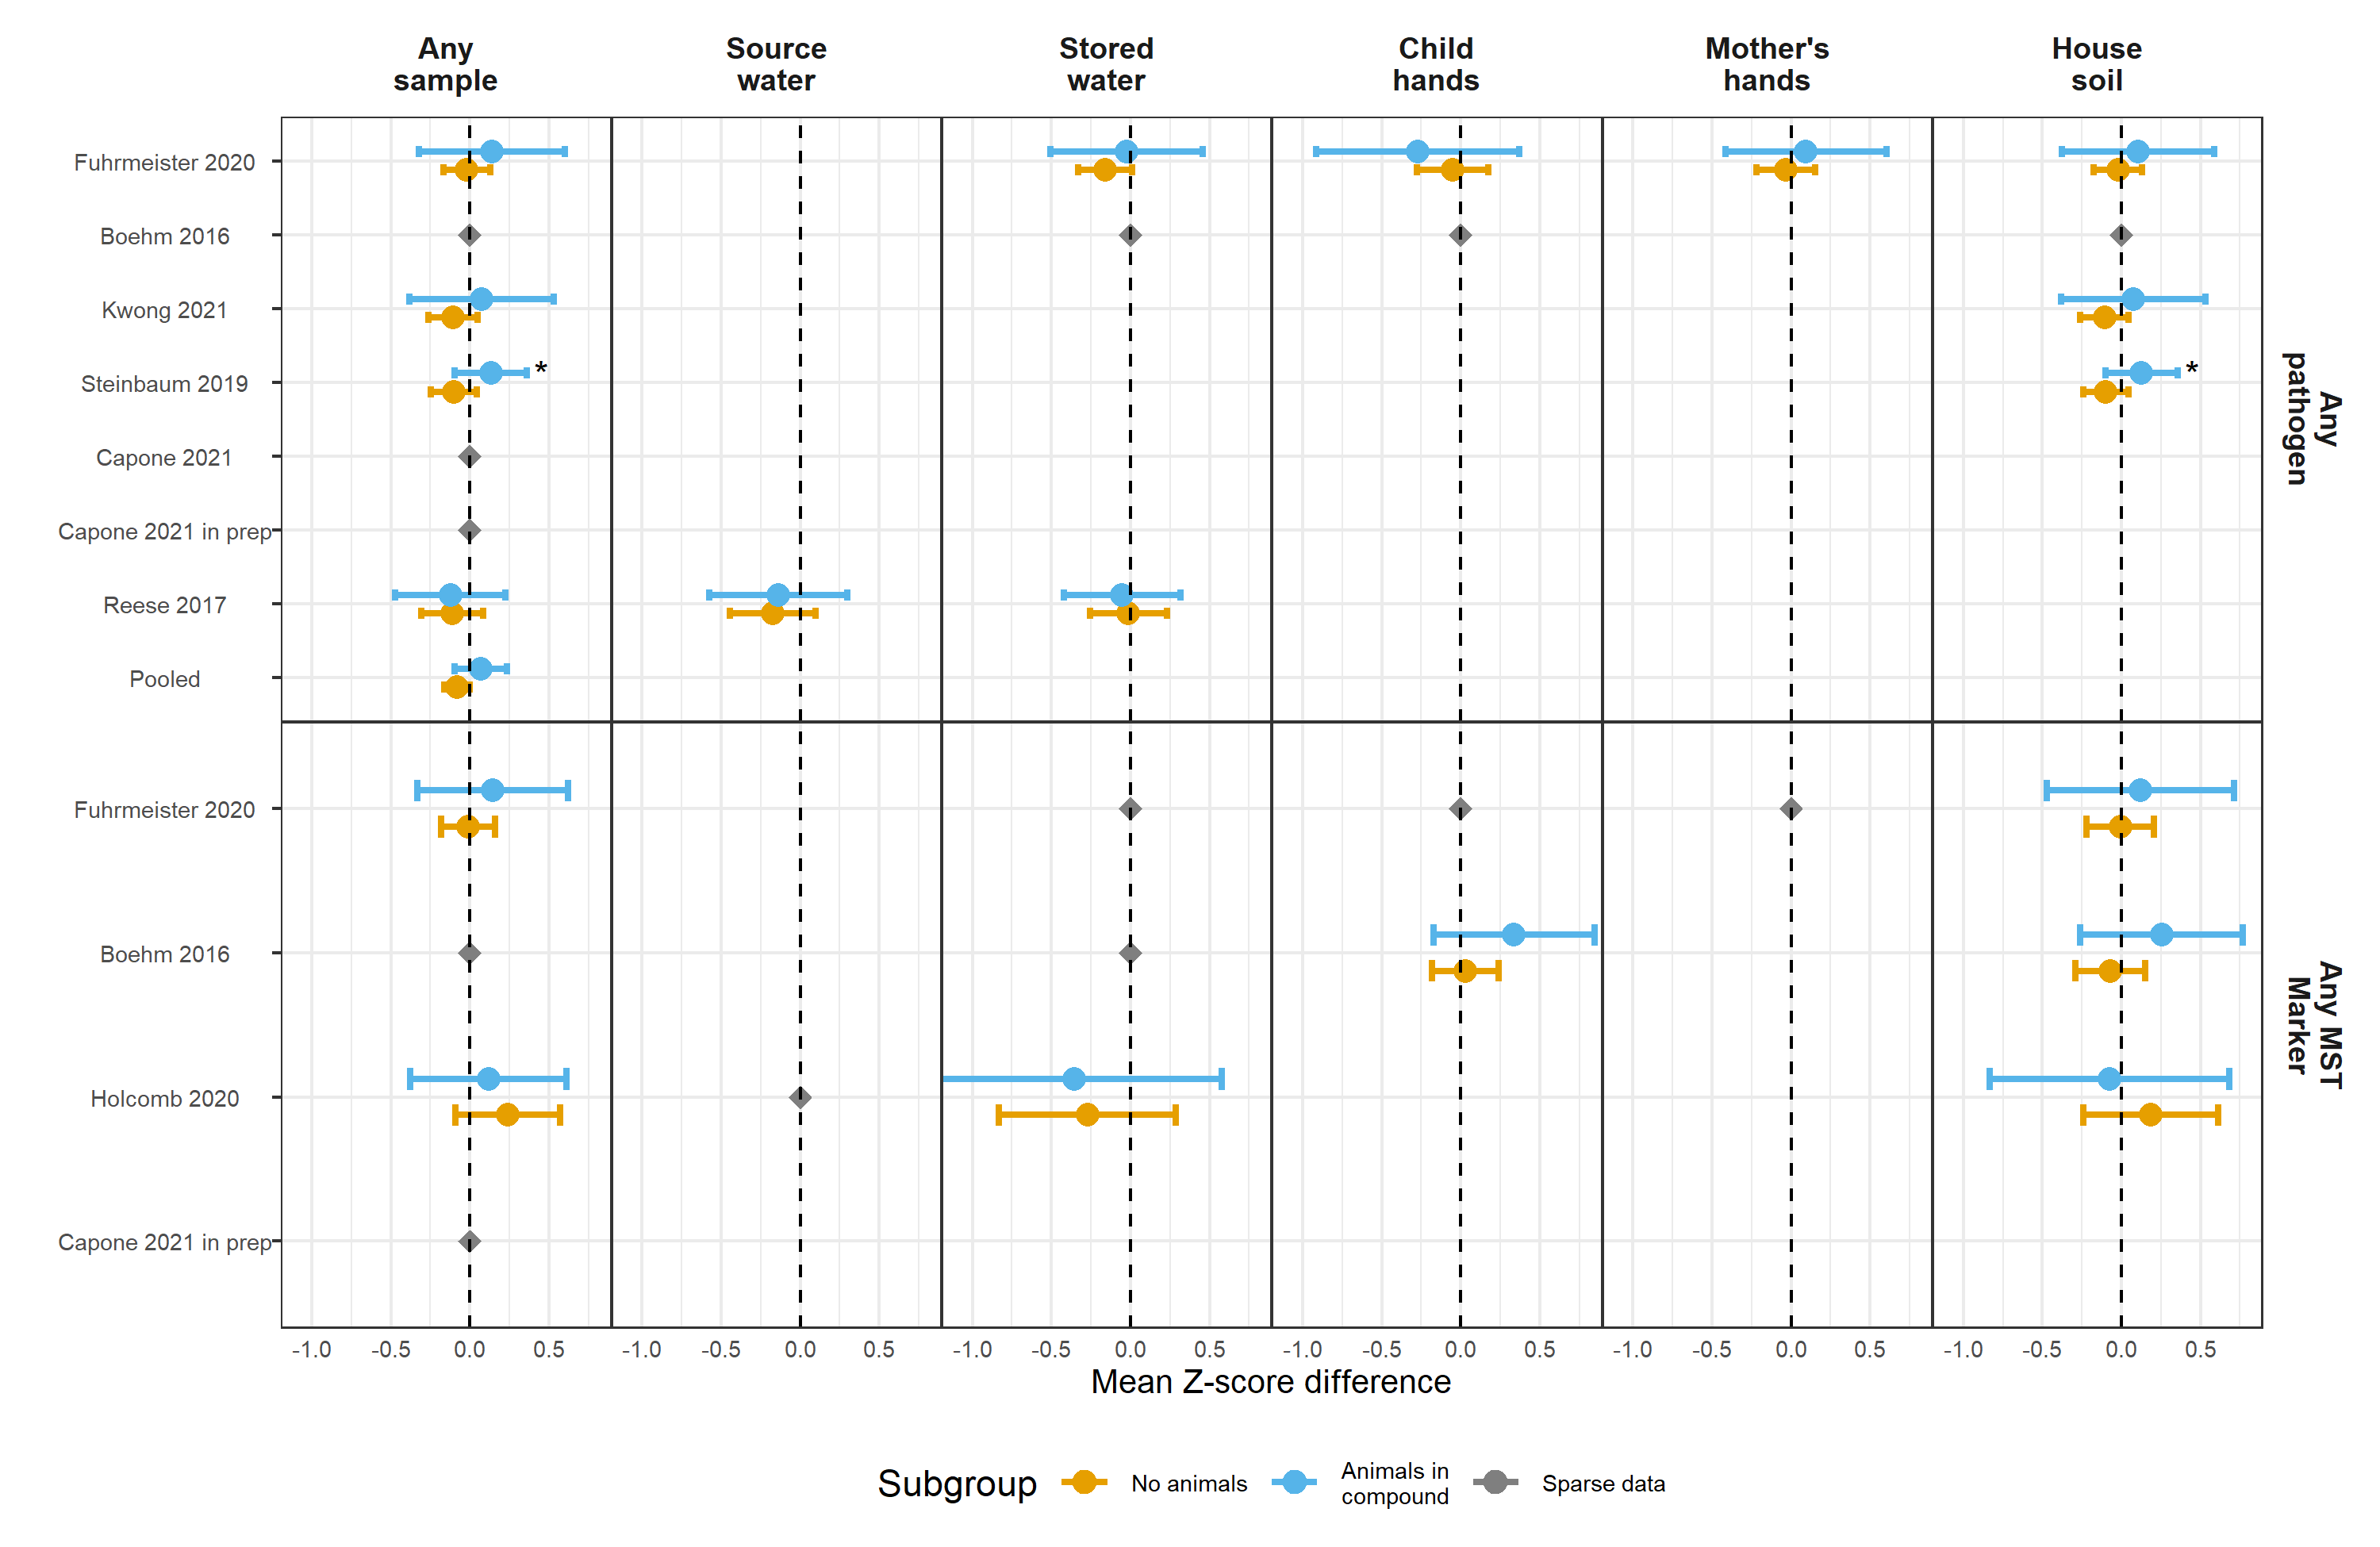 Any
sample
Source
water
Stored
water
Child
hands
Mother's
hands
House
soil
Fuhrmeister 2020
Boehm 2016
Kwong 2021
Steinbaum 2019
*
*
Capone 2021
Capone 2021 in prep
Reese 2017
Pooled
Any
pathogen
Fuhrmeister 2020
Boehm 2016
Holcomb 2020
Capone 2021 in prep
Any MST
Marker
-1.0 -0.5 0.0 0.5 -1.0 -0.5 0.0 0.5 -1.0 -0.5 0.0 0.5 -1.0 -0.5 0.0 0.5 -1.0 -0.5 0.0 0.5 -1.0 -0.5 0.0 0.5
Mean Z-score difference
Subgroup
No animals
Animals in
compound
Sparse data